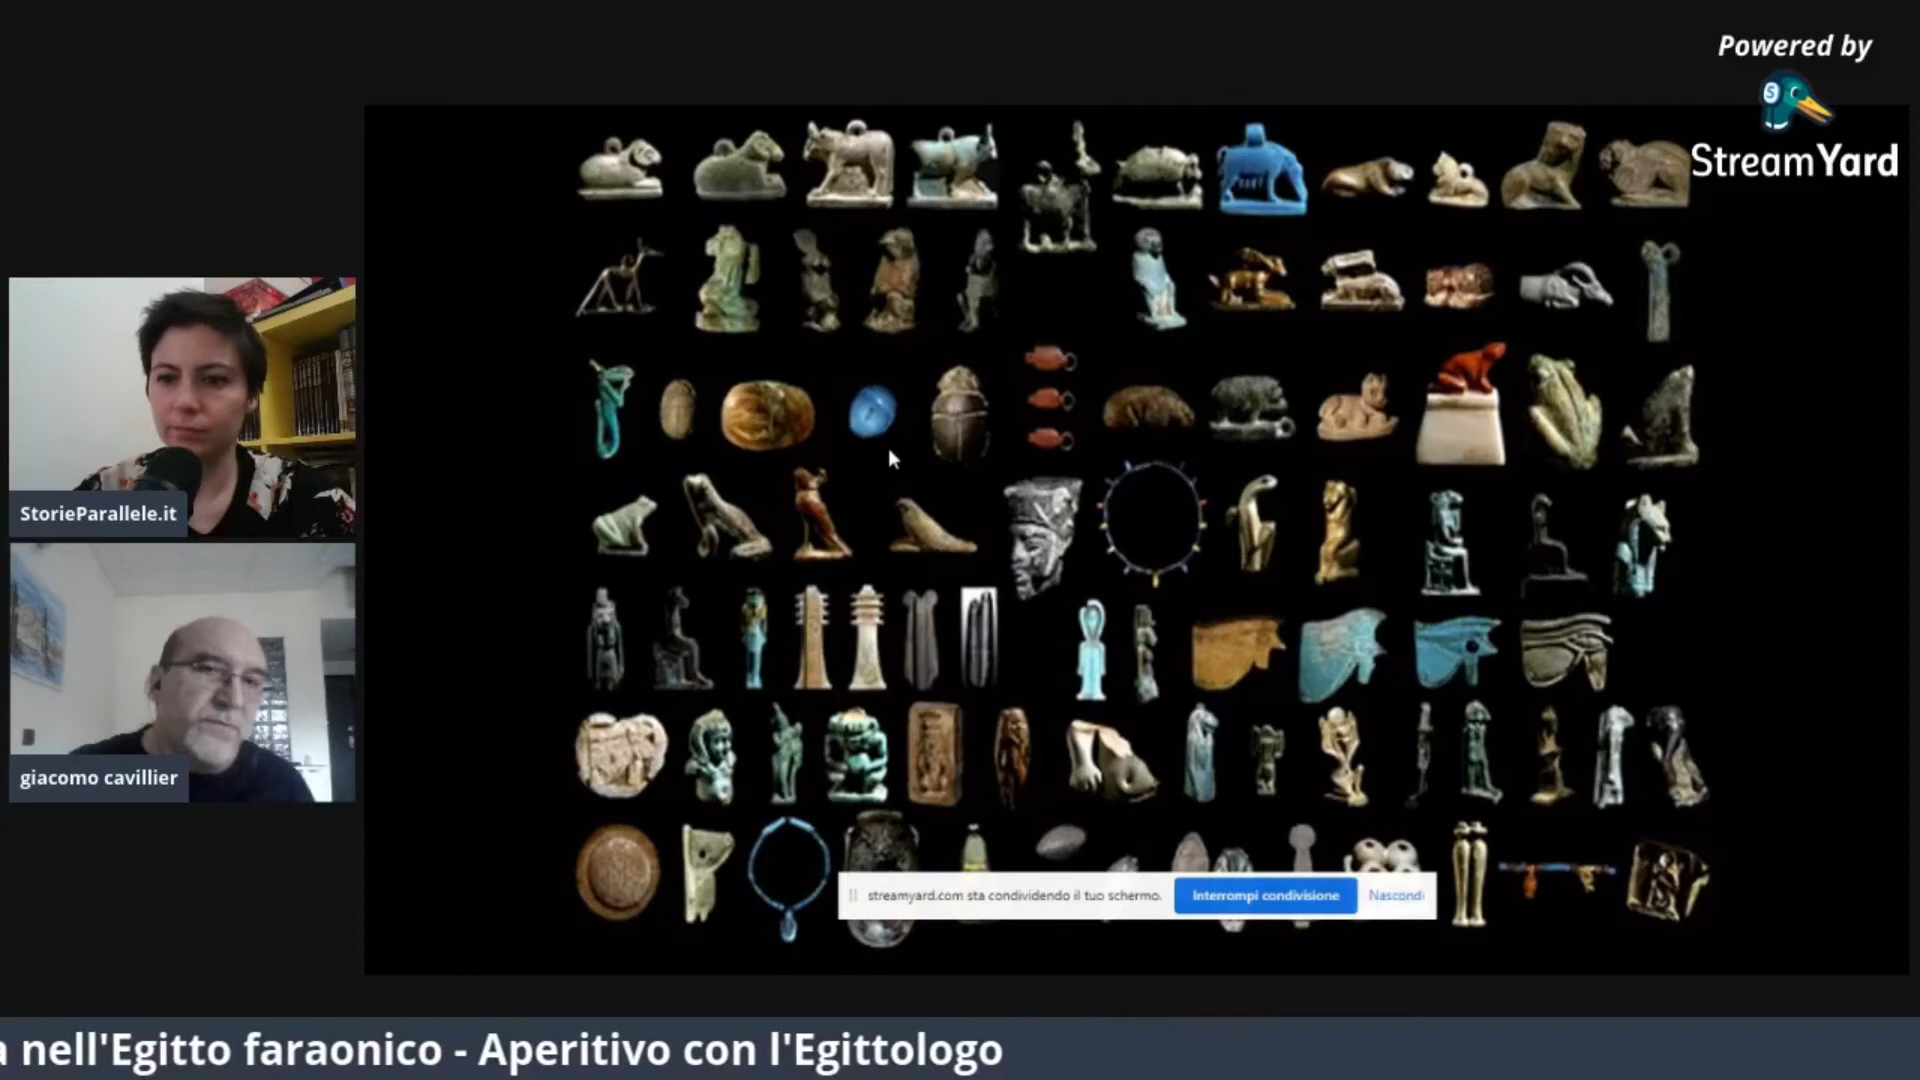 Powered by
StreamYard
StorieParallele.it
giacomo cavillier
streamyard.com sta condividendo il tuo schermo.
Interrompi condivisione
Nascondi
a nell'Egitto faraonico - Aperitivo con l'Egittologo